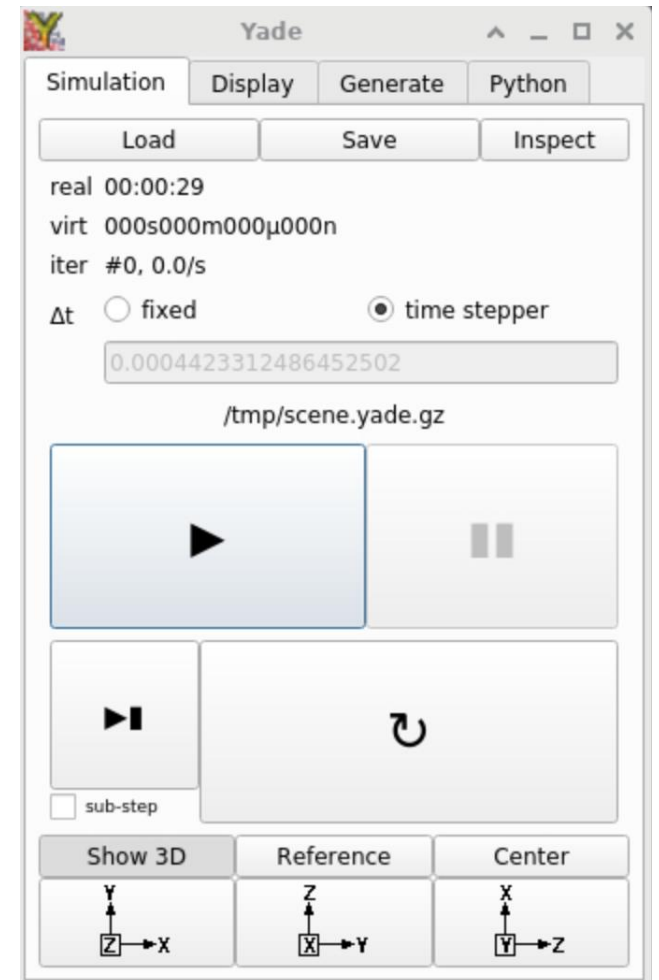 Yade
Simulation Display Generate Python
Load Save Inspect
real 00:00:29
virt 000s000m000μ000n
iter #0, 0.0/s
Δt fixed time stepper
0.0004423312486452502
/tmp/scene.yade.gz
sub-step
Show 3D Reference Center
Y Z X
Z X X Y Y Z